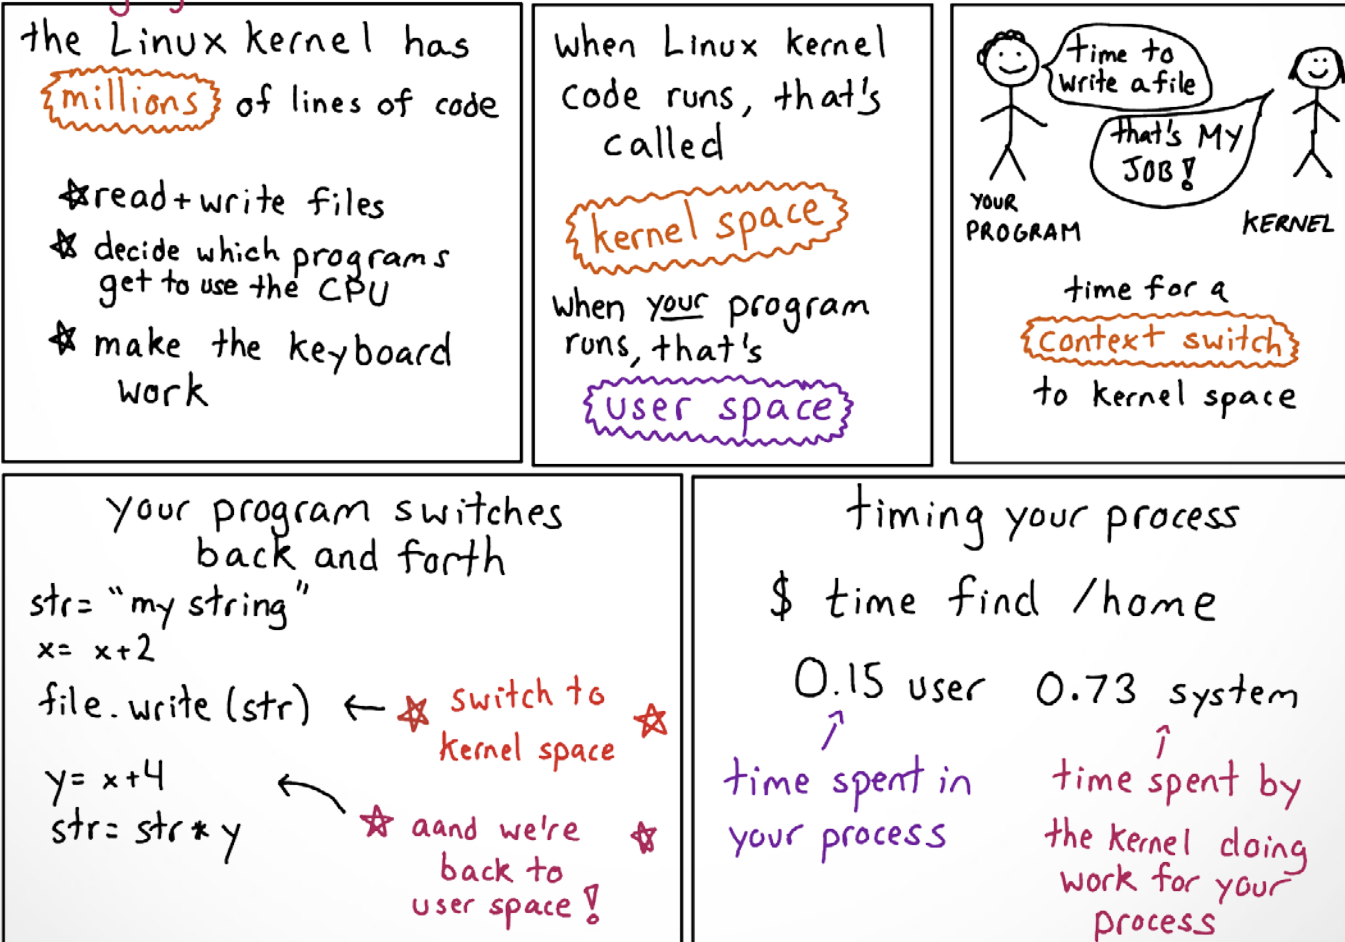 the Linux kernel has
millions of lines of code
read+write files
decide which programs
get to use the CPU
make the keyboard
work
when Linux kernel
code runs, that's
called
kernel space
when your program
runs, that's
user space
time to
write a file
that's MY
JOB!
YOUR
PROGRAM
KERNEL
time for a
context switch
to kernel space
your program switches
back and forth
str= "my string"
x= x+2
file.write(str) ← switch to
kernel space
y= x+4
str= str * y
aand we're
back to
user space!
timing your process
$ time find /home
0.15 user 0.73 system
time spent in
your process
time spent by
the kernel doing
work for your
process